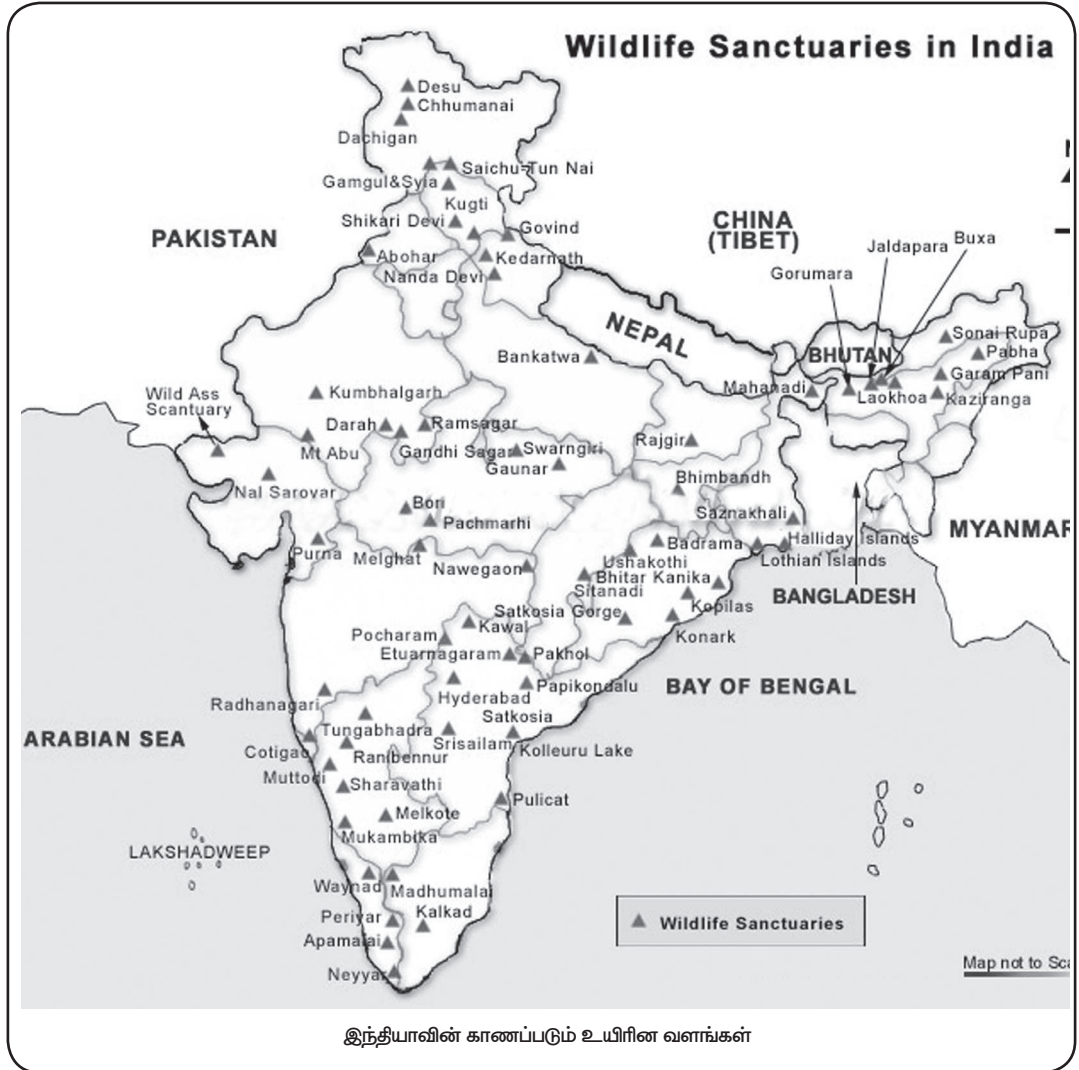 Wildlife Sanctuaries in India
Desu
Chhumanai
Dachigan
Saichu-Tun Nai
Gamgul&Syia
Kugti
Shikari Devi
Govind
CHINA
(TIBET)
Jaldapara
Buxa
PAKISTAN
Abohar
Kedarnath
Nanda Devi
Gorumara
NEPAL
BHUTAN
Sonai Rupa
Pabha
Bankatwa
Garam Pani
Mahanadi
Laokhoa
Kaziranga
Wild Ass
Scantuary
Kumbhalgarh
Darah
Ramsagar
Mt Abu
Gandhi Sagar
Swarngiri
Gaunar
Rajgir
Nal Sarovar
Bhimbandh
Bori
Pachmarhi
Saznakhali
MYANMAR
Purna
Melghat
Nawegaon
Badrama
Halliday Islands
Lothian Islands
Ushakothi
Bhitar Kanika
Sitanadi
BANGLADESH
Satkosia Gorge
Kopilas
Konark
Kawal
Pocharam
Etuarnagaram
Pakhol
Hyderabad
Papikondalu
BAY OF BENGAL
Radhanagari
Satkosia
Tungabhadra
Srisailam
Kolleuru Lake
ARABIAN SEA
Cotigao
Ranibennur
Muttodi
Sharavathi
Pulicat
Melkote
Mukambika
LAKSHADWEEP
Waynad
Madhumalai
Periyar
Kalkad
Apamalai
Neyyar
Wildlife Sanctuaries
Map not to
இந்தியாவின் காணப்படும் உயிரின வளங்கள்